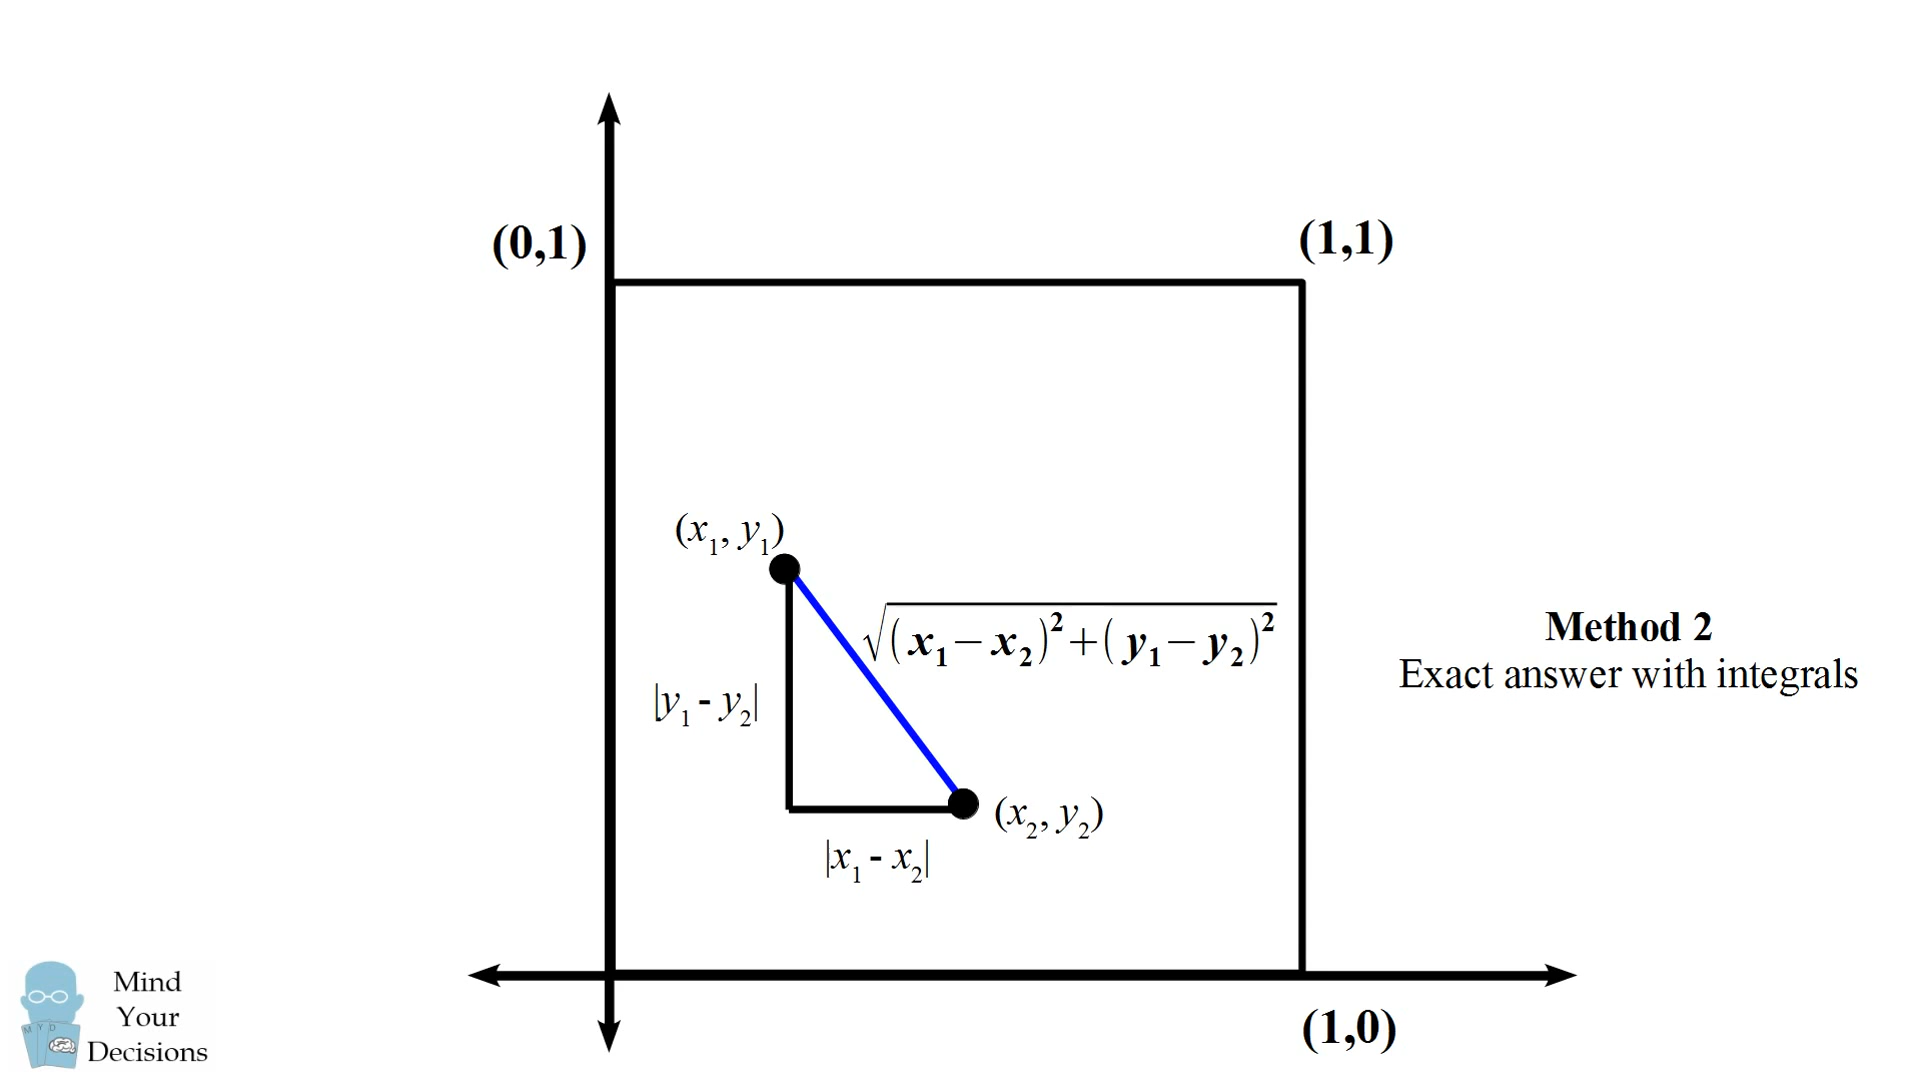 (0,1)
(1,1)
(x₁, y₁)
√(x₁−x₂)²+(y₁−y₂)²
Method 2
Exact answer with integrals
|y₁ - y₂|
(x₂, y₂)
|x₁ - x₂|
(1,0)
M Y D
Mind
Your
Decisions